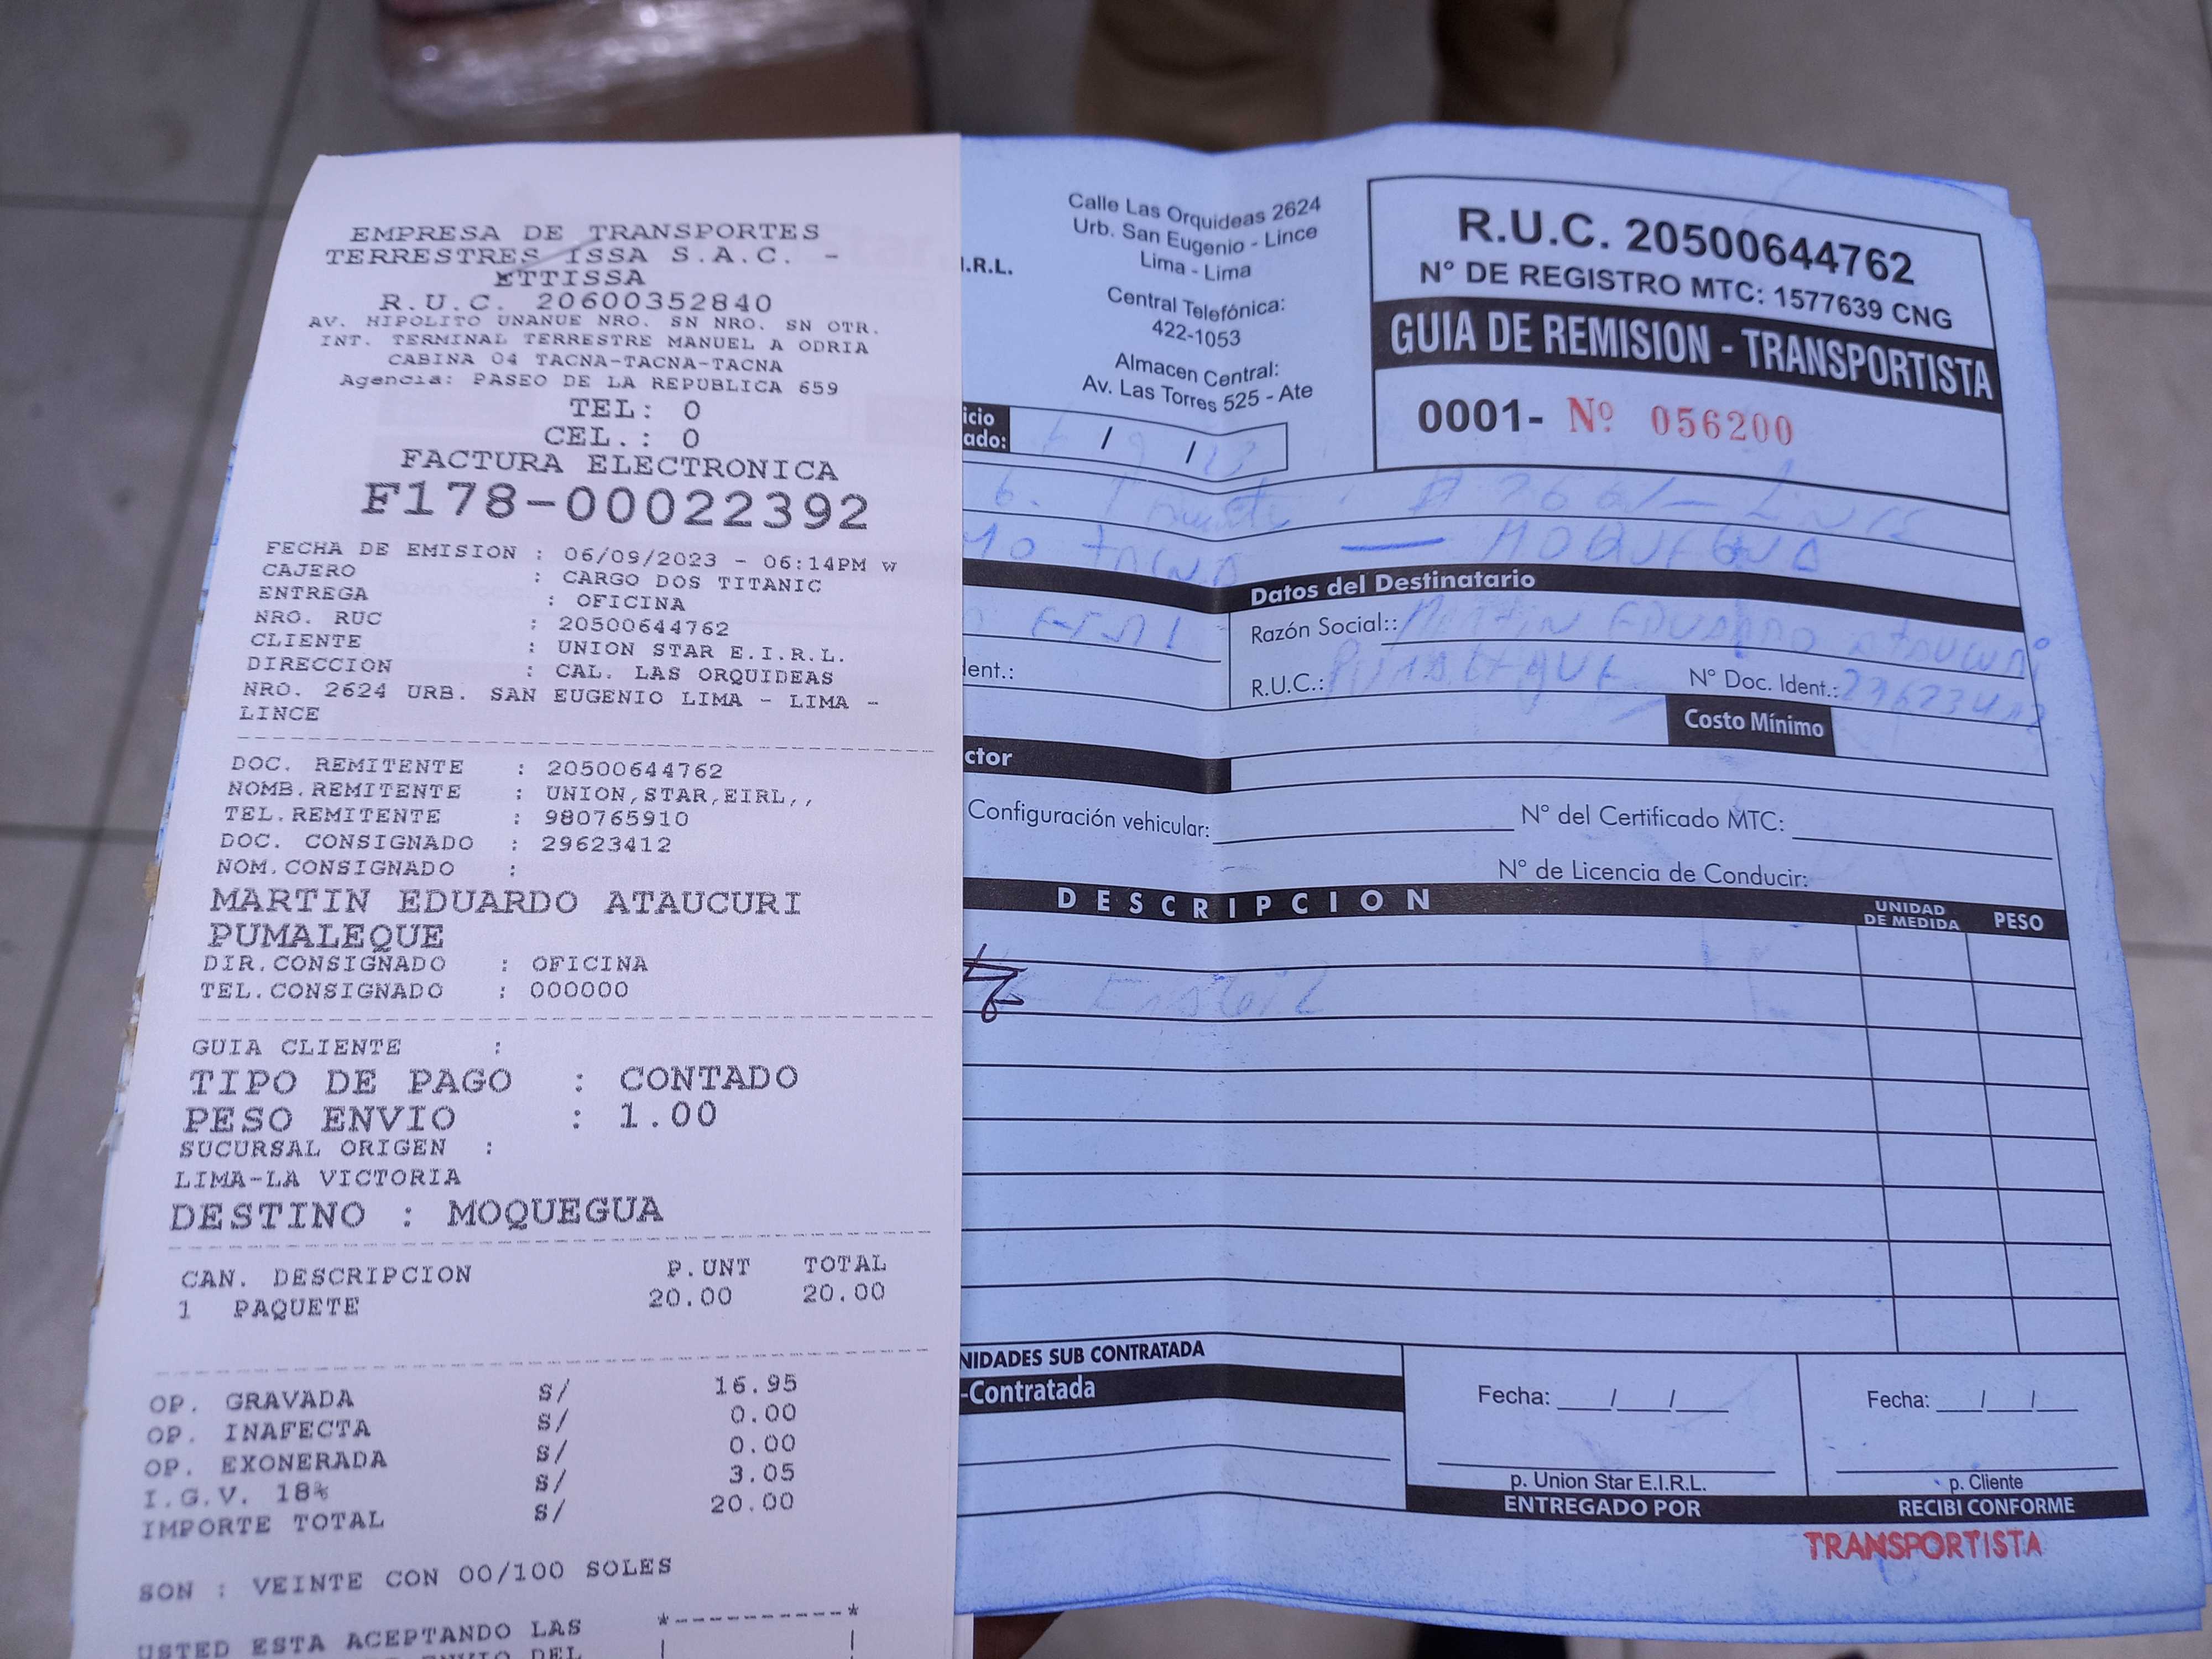 EMPRESA DE TRANSPORTES
TERRESTRES ISSA S.A.C. -
ETTISSA
R.U.C. 20600352840
AV. HIPOLITO UNANUE NRO. SN NRO. SN OTR.
INT. TERMINAL TERRESTRE MANUEL A ODRIA
CABINA 04 TACNA-TACNA-TACNA
Agencia: PASEO DE LA REPUBLICA 659
TEL: 0
CEL.: 0
FACTURA ELECTRONICA
F178-00022392
FECHA DE EMISION : 06/09/2023 - 06:14PM w
CAJERO : CARGO DOS TITANIC
ENTREGA : OFICINA
NRO. RUC : 20500644762
CLIENTE : UNION STAR E.I.R.L.
DIRECCION : CAL. LAS ORQUIDEAS
NRO. 2624 URB. SAN EUGENIO LIMA - LIMA -
LINCE
DOC. REMITENTE : 20500644762
NOMB.REMITENTE : UNION,STAR,EIRL,,
TEL.REMITENTE : 980765910
DOC. CONSIGNADO : 29623412
NOM.CONSIGNADO :
MARTIN EDUARDO ATAUCURI
PUMALEQUE
DIR.CONSIGNADO : OFICINA
TEL.CONSIGNADO : 000000
GUIA CLIENTE :
TIPO DE PAGO : CONTADO
PESO ENVIO : 1.00
SUCURSAL ORIGEN :
LIMA-LA VICTORIA
DESTINO : MOQUEGUA
CAN. DESCRIPCION P.UNT TOTAL
1 PAQUETE 20.00 20.00
OP. GRAVADA S/ 16.95
OP. INAFECTA S/ 0.00
OP. EXONERADA S/ 0.00
I.G.V. 18% S/ 3.05
IMPORTE TOTAL S/ 20.00
SON : VEINTE CON 00/100 SOLES
USTED ESTA ACEPTANDO LAS
I.R.L.
Calle Las Orquideas 2624
Urb. San Eugenio - Lince
Lima - Lima
Central Telefónica:
422-1053
Almacen Central:
Av. Las Torres 525 - Ate
R.U.C. 20500644762
N° DE REGISTRO MTC: 1577639 CNG
GUIA DE REMISION - TRANSPORTISTA
0001- Nº 056200
icio
ado: / 9 / 23
MOQUEGUA
Datos del Destinatario
Razón Social:: Martin EDUARDO ATAUCURI
dent.:
R.U.C.: N° Doc. Ident.:
Costo Mínimo
ctor
Configuración vehicular: N° del Certificado MTC:
N° de Licencia de Conducir:
DESCRIPCION UNIDAD DE MEDIDA PESO
NIDADES SUB CONTRATADA
-Contratada
Fecha: / / Fecha: / /
p. Union Star E.I.R.L. p. Cliente
ENTREGADO POR RECIBI CONFORME
TRANSPORTISTA